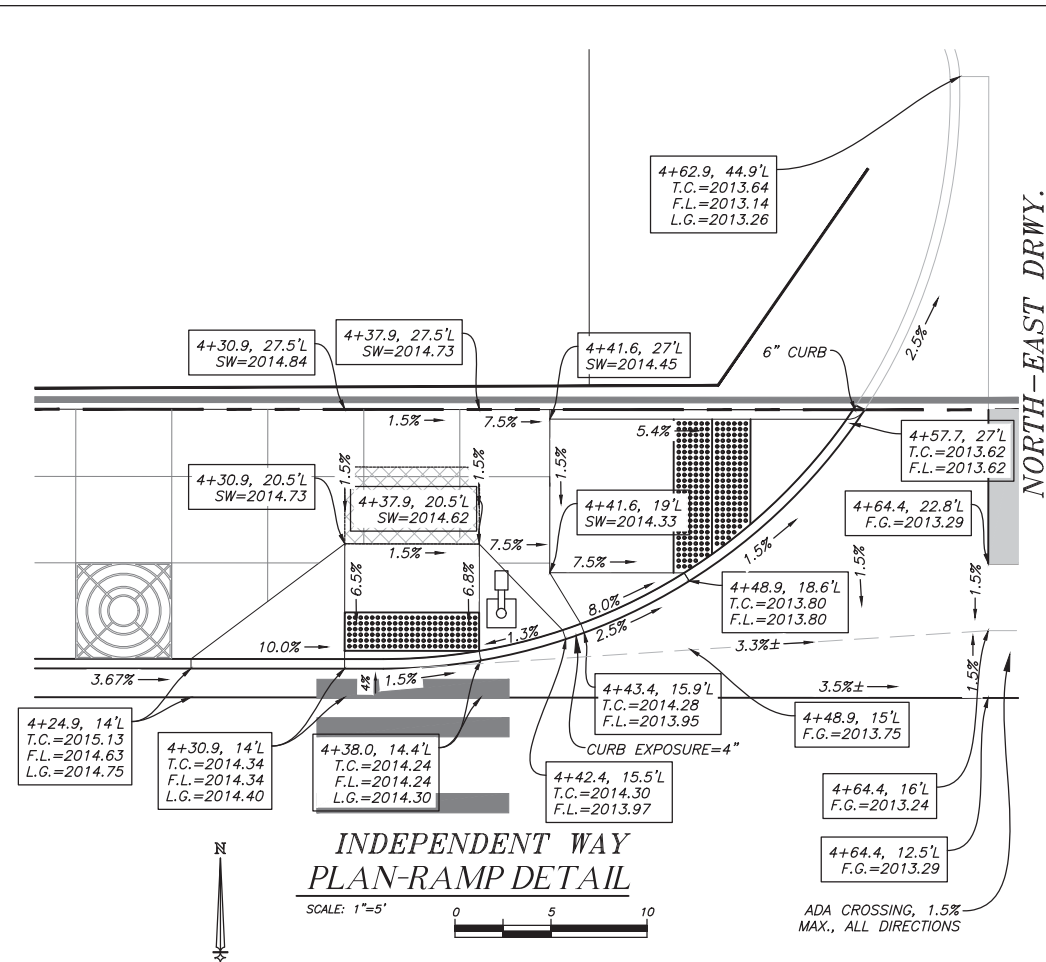 4+62.9, 44.9'L
T.C.=2013.64
F.L.=2013.14
L.G.=2013.26
NORTH-EAST DRWY.
2.5%
4+30.9, 27.5'L
SW=2014.84
4+37.9, 27.5'L
SW=2014.73
4+41.6, 27'L
SW=2014.45
6" CURB
1.5%
7.5%
5.4%
4+57.7, 27'L
T.C.=2013.62
F.L.=2013.62
1.5%
1.5%
1.5%
4+30.9, 20.5'L
SW=2014.73
4+37.9, 20.5'L
SW=2014.62
4+41.6, 19'L
SW=2014.33
4+64.4, 22.8'L
F.G.=2013.29
1.5%
7.5%
7.5%
1.5%
1.5%
1.5%
6.5%
6.8%
8.0%
2.5%
4+48.9, 18.6'L
T.C.=2013.80
F.L.=2013.80
10.0%
1.3%
3.3%±
3.67%
4%
1.5%
3.5%±
1.5%
4+24.9, 14'L
T.C.=2015.13
F.L.=2014.63
L.G.=2014.75
4+30.9, 14'L
T.C.=2014.34
F.L.=2014.34
L.G.=2014.40
4+38.0, 14.4'L
T.C.=2014.24
F.L.=2014.24
L.G.=2014.30
4+43.4, 15.9'L
T.C.=2014.28
F.L.=2013.95
4+48.9, 15'L
F.G.=2013.75
CURB EXPOSURE=4"
4+42.4, 15.5'L
T.C.=2014.30
F.L.=2013.97
4+64.4, 16'L
F.G.=2013.24
4+64.4, 12.5'L
F.G.=2013.29
ADA CROSSING, 1.5%
MAX., ALL DIRECTIONS
INDEPENDENT WAY
PLAN-RAMP DETAIL
SCALE: 1"=5'
0 5 10
N